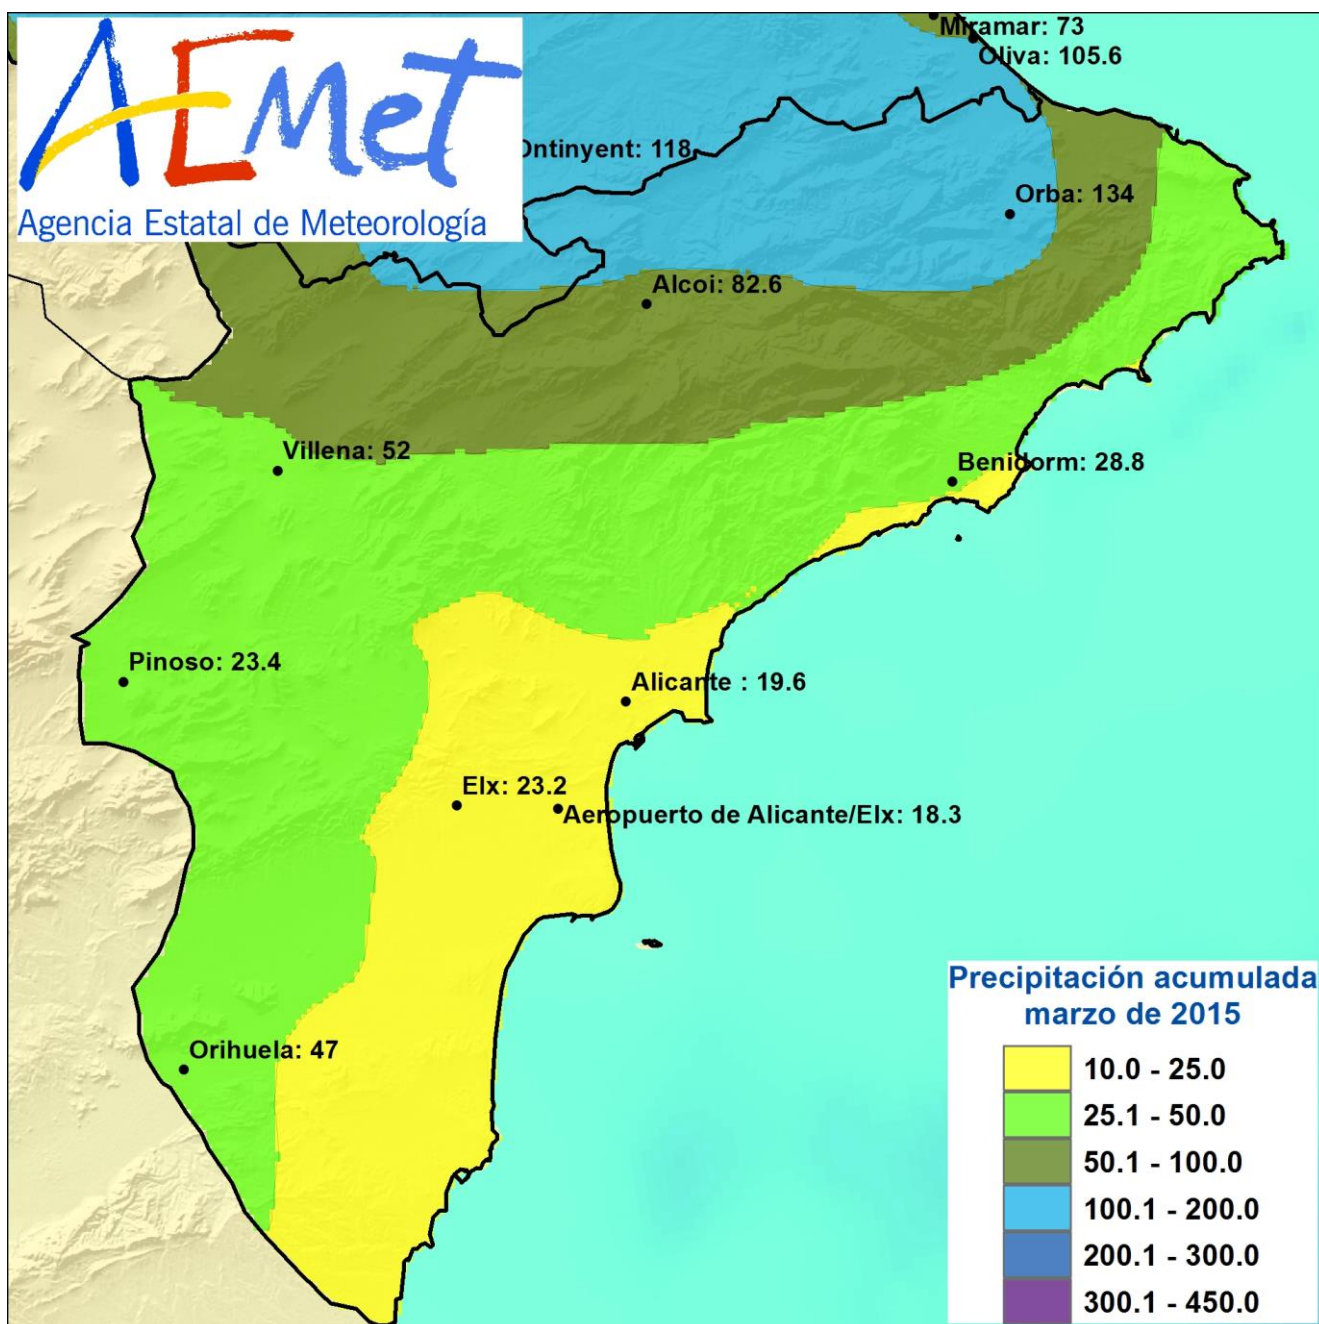 AEMet
Agencia Estatal de Meteorología
Miramar: 73
Oliva: 105.6
Ontinyent: 118
Orba: 134
Alcoi: 82.6
Villena: 52
Benidorm: 28.8
Pinoso: 23.4
Alicante : 19.6
Elx: 23.2
Aeropuerto de Alicante/Elx: 18.3
Orihuela: 47
Precipitación acumulada
marzo de 2015
10.0 - 25.0
25.1 - 50.0
50.1 - 100.0
100.1 - 200.0
200.1 - 300.0
300.1 - 450.0